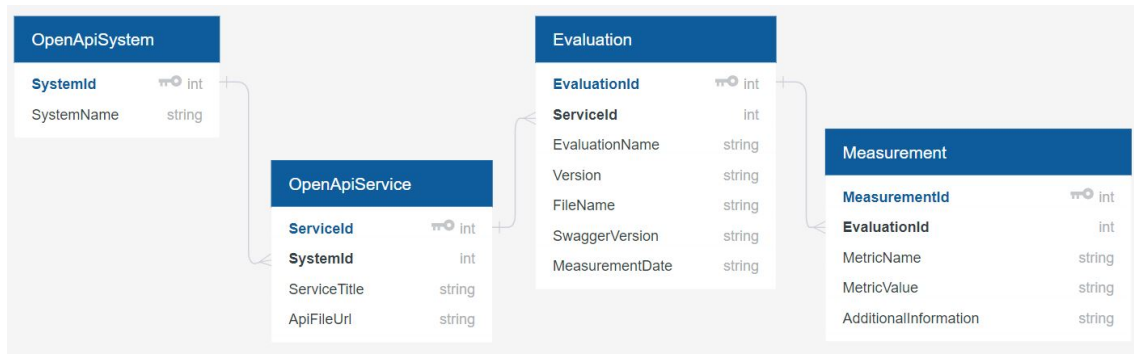 OpenApiSystem
SystemId int
SystemName string
OpenApiService
ServiceId int
SystemId int
ServiceTitle string
ApiFileUrl string
Evaluation
EvaluationId int
ServiceId int
EvaluationName string
Version string
FileName string
SwaggerVersion string
MeasurementDate string
Measurement
MeasurementId int
EvaluationId int
MetricName string
MetricValue string
AdditionalInformation string